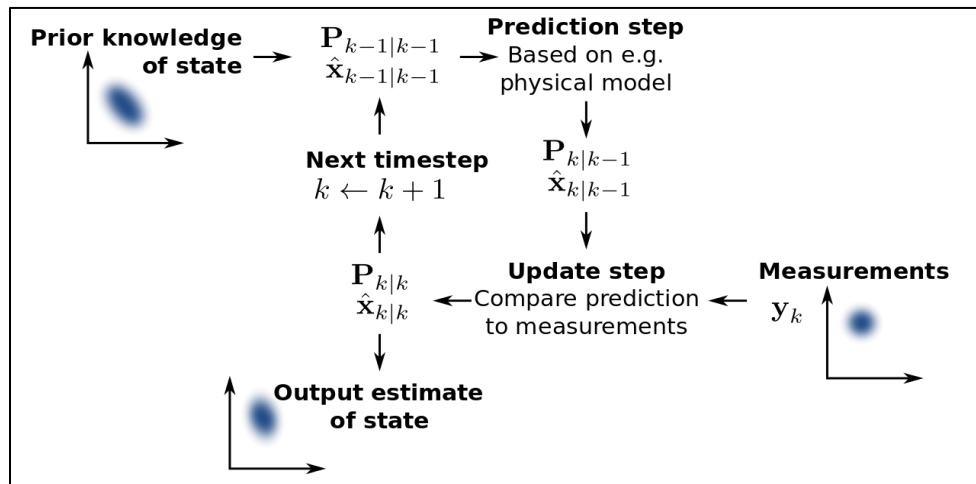 Prior knowledge
of state
P_{k−1|k−1}
x̂_{k−1|k−1}
Prediction step
Based on e.g.
physical model
P_{k|k−1}
x̂_{k|k−1}
Next timestep
k ← k + 1
P_{k|k}
x̂_{k|k}
Update step
Compare prediction
to measurements
Measurements
y_k
Output estimate
of state